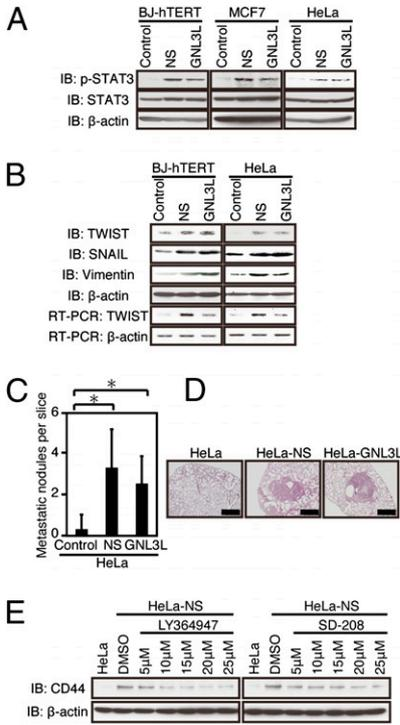 A
BJ-hTERT MCF7 HeLa
Control NS GNL3L Control NS GNL3L Control NS GNL3L
IB: p-STAT3
IB: STAT3
IB: β-actin
B
BJ-hTERT HeLa
Control NS GNL3L Control NS GNL3L
IB: TWIST
IB: SNAIL
IB: Vimentin
IB: β-actin
RT-PCR: TWIST
RT-PCR: β-actin
C
Metastatic nodules per slice
6
4
2
0
*
*
Control NS GNL3L
HeLa
D
HeLa HeLa-NS HeLa-GNL3L
E
HeLa-NS HeLa-NS
LY364947 SD-208
HeLa DMSO 5μM 10μM 15μM 20μM 25μM HeLa DMSO 5μM 10μM 15μM 20μM 25μM
IB: CD44
IB: β-actin